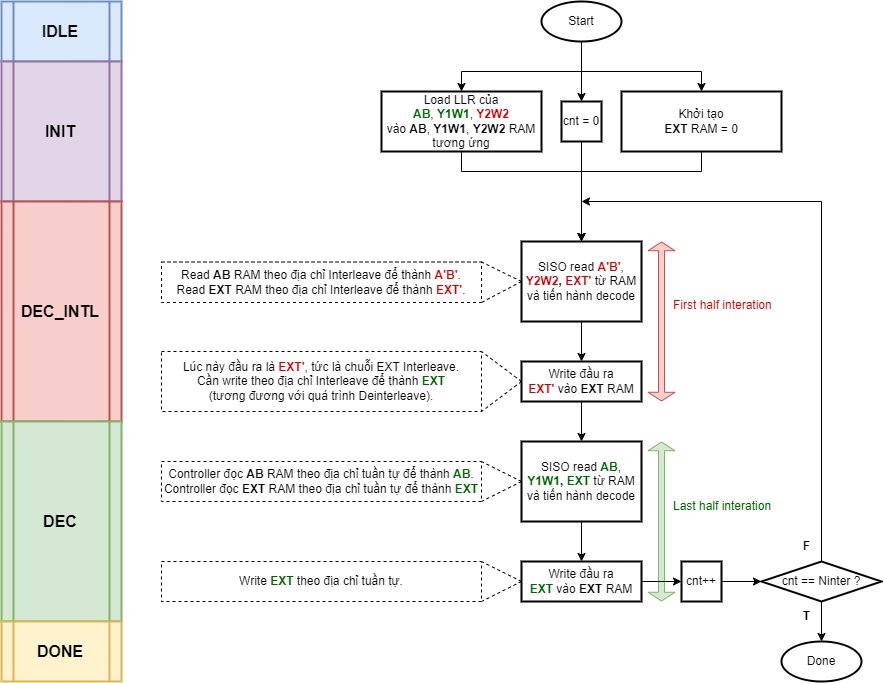 IDLE
INIT
DEC_INTL
DEC
DONE
Start
Load LLR của
AB, Y1W1, Y2W2
vào AB, Y1W1, Y2W2 RAM
tương ứng
cnt = 0
Khởi tạo
EXT RAM = 0
Read AB RAM theo địa chỉ Interleave để thành A'B'.
Read EXT RAM theo địa chỉ Interleave để thành EXT'.
SISO read A'B',
Y2W2, EXT' từ RAM
và tiến hành decode
First half interation
Lúc này đầu ra là EXT', tức là chuỗi EXT Interleave.
Cần write theo địa chỉ Interleave để thành EXT
(tương đương với quá trình Deinterleave).
Write đầu ra
EXT' vào EXT RAM
Controller đọc AB RAM theo địa chỉ tuần tự để thành AB.
Controller đọc EXT RAM theo địa chỉ tuần tự để thành EXT
SISO read AB,
Y1W1, EXT từ RAM
và tiến hành decode
Last half interation
Write EXT theo địa chỉ tuần tự.
Write đầu ra
EXT vào EXT RAM
cnt++
F
cnt == Ninter ?
T
Done